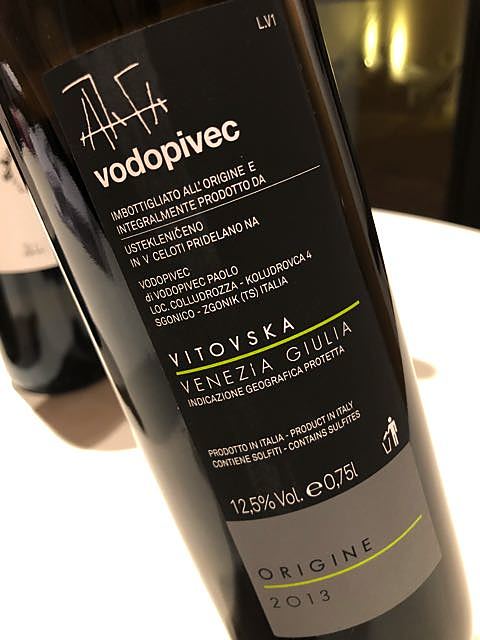 L.V1
vodopivec
IMBOTTIGLIATO ALL'ORIGINE E
INTEGRALMENTE PRODOTTO DA
USTEKLENIČENO
IN V CELOTI PRIDELANO NA
VODOPIVEC
di VODOPIVEC PAOLO
LOC. COLLUDROZZA - KOLUDROVCA 4
SGONICO - ZGONIK (TS) ITALIA
VITOVSKA
VENEZIA GIULIA
INDICAZIONE GEOGRAFICA PROTETTA
PRODOTTO IN ITALIA - PRODUCT IN ITALY
CONTIENE SOLFITI - CONTAINS SULFITES
12,5% Vol. e 0,75l
ORIGINE
2013